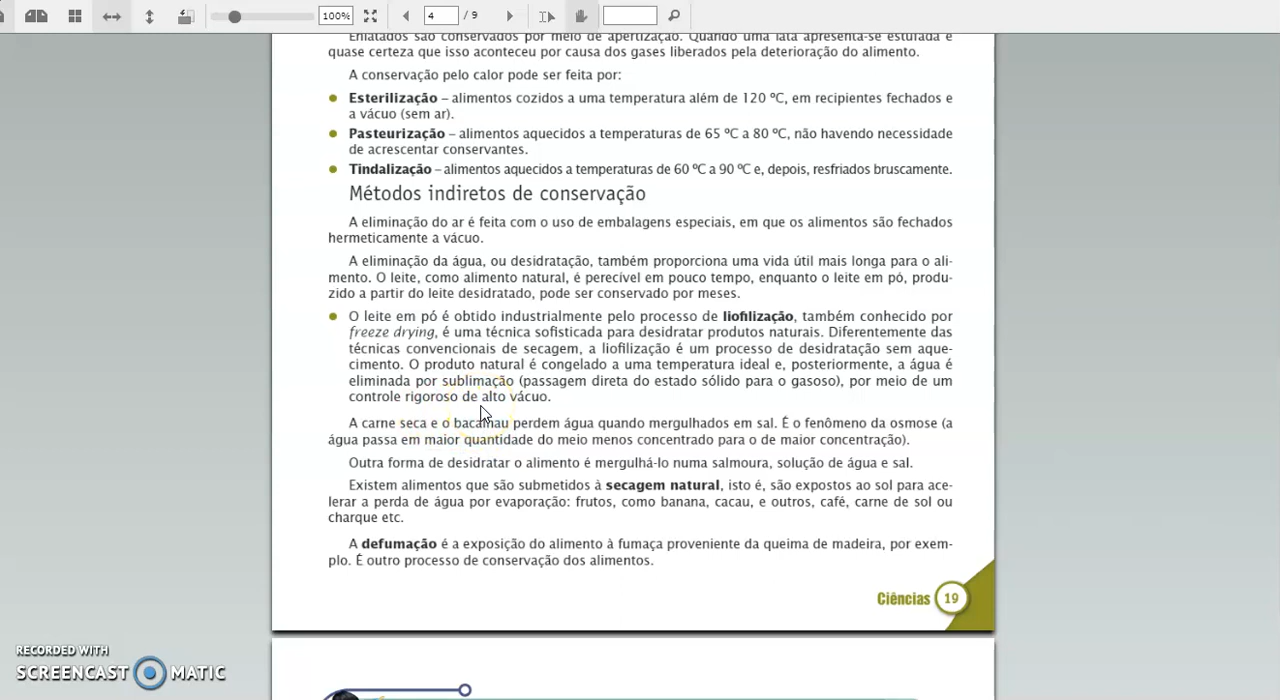 100%
4 / 9
Enlatados são conservados por meio de apertização. Quando uma lata apresenta-se estufada é
quase certeza que isso aconteceu por causa dos gases liberados pela deterioração do alimento.
A conservação pelo calor pode ser feita por:
Esterilização – alimentos cozidos a uma temperatura além de 120 ºC, em recipientes fechados e
a vácuo (sem ar).
Pasteurização – alimentos aquecidos a temperaturas de 65 ºC a 80 ºC, não havendo necessidade
de acrescentar conservantes.
Tindalização – alimentos aquecidos a temperaturas de 60 ºC a 90 ºC e, depois, resfriados bruscamente.
Métodos indiretos de conservação
A eliminação do ar é feita com o uso de embalagens especiais, em que os alimentos são fechados
hermeticamente a vácuo.
A eliminação da água, ou desidratação, também proporciona uma vida útil mais longa para o ali-
mento. O leite, como alimento natural, é perecível em pouco tempo, enquanto o leite em pó, produ-
zido a partir do leite desidratado, pode ser conservado por meses.
O leite em pó é obtido industrialmente pelo processo de liofilização, também conhecido por
freeze drying, é uma técnica sofisticada para desidratar produtos naturais. Diferentemente das
técnicas convencionais de secagem, a liofilização é um processo de desidratação sem aque-
cimento. O produto natural é congelado a uma temperatura ideal e, posteriormente, a água é
eliminada por sublimação (passagem direta do estado sólido para o gasoso), por meio de um
controle rigoroso de alto vácuo.
A carne seca e o bacalhau perdem água quando mergulhados em sal. É o fenômeno da osmose (a
água passa em maior quantidade do meio menos concentrado para o de maior concentração).
Outra forma de desidratar o alimento é mergulhá-lo numa salmoura, solução de água e sal.
Existem alimentos que são submetidos à secagem natural, isto é, são expostos ao sol para ace-
lerar a perda de água por evaporação: frutos, como banana, cacau, e outros, café, carne de sol ou
charque etc.
A defumação é a exposição do alimento à fumaça proveniente da queima de madeira, por exem-
plo. É outro processo de conservação dos alimentos.
Ciências 19
RECORDED WITH
SCREENCAST MATIC